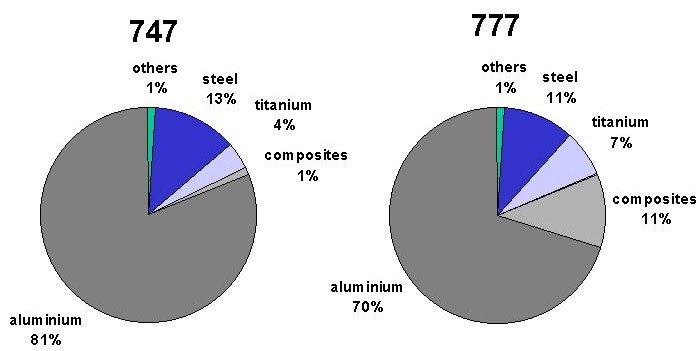 747
others
1%
steel
13%
titanium
4%
composites
1%
aluminium
81%
777
others
1%
steel
11%
titanium
7%
composites
11%
aluminium
70%